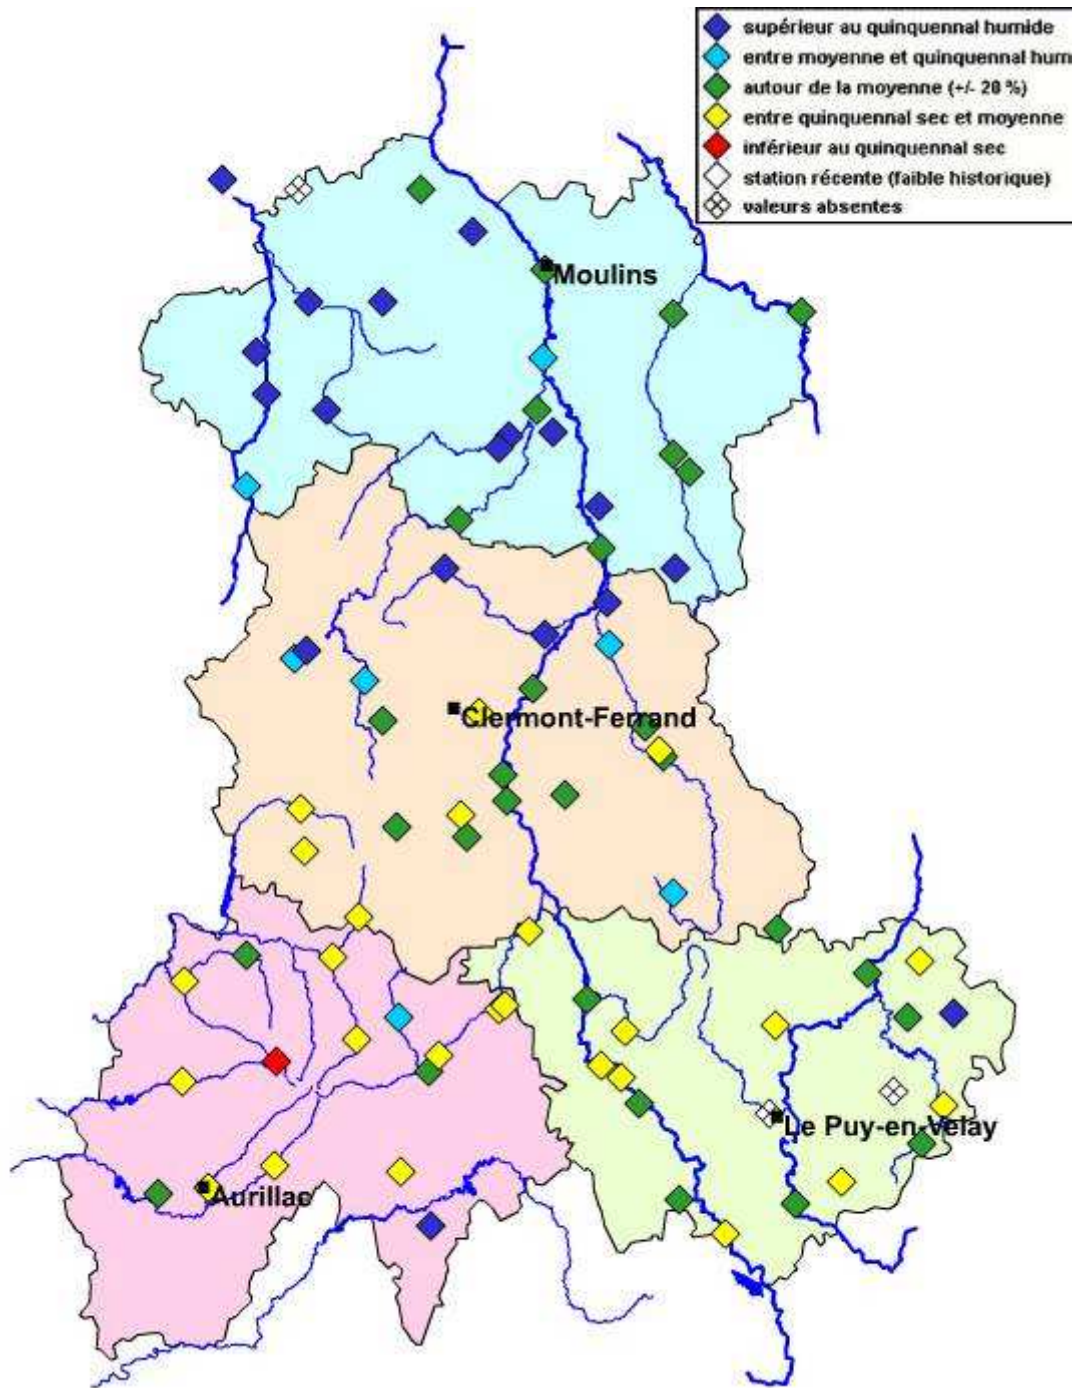 supérieur au quinquennal humide
entre moyenne et quinquennal hum
autour de la moyenne (+/- 20 %)
entre quinquennal sec et moyenne
inférieur au quinquennal sec
station récente (faible historique)
valeurs absentes
Moulins
Clermont-Ferrand
Le Puy-en-Velay
Aurillac